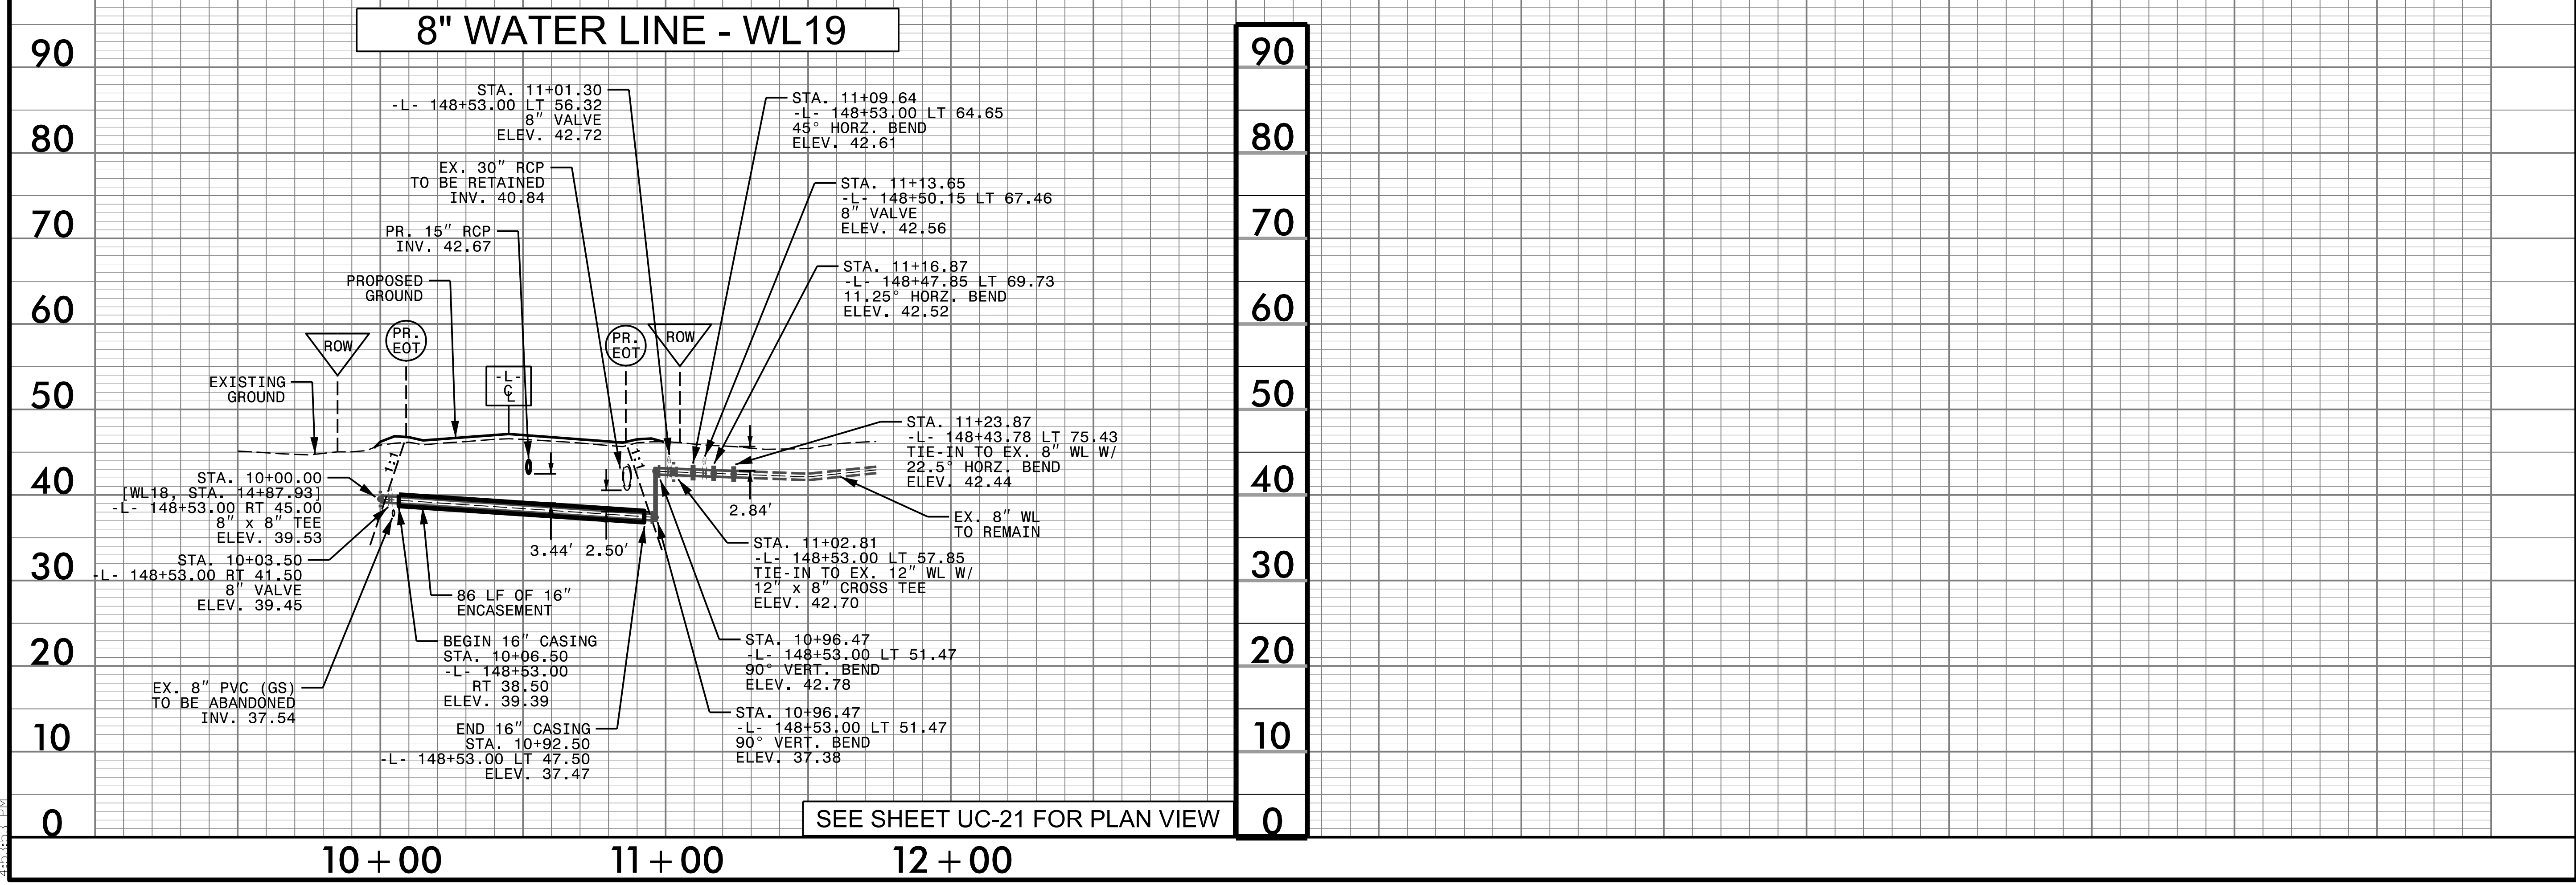 8" WATER LINE - WL19
90
80
70
60
50
40
30
20
10
0
STA. 11+01.30
-L- 148+53.00 LT 56.32
8" VALVE
ELEV. 42.72
EX. 30" RCP
TO BE RETAINED
INV. 40.84
PR. 15" RCP
INV. 42.67
PROPOSED
GROUND
ROW
PR.
EOT
EXISTING
GROUND
-L-
℄
PR.
EOT
ROW
STA. 11+09.64
-L- 148+53.00 LT 64.65
45° HORZ. BEND
ELEV. 42.61
STA. 11+13.65
-L- 148+50.15 LT 67.46
8" VALVE
ELEV. 42.56
STA. 11+16.87
-L- 148+47.85 LT 69.73
11.25° HORZ. BEND
ELEV. 42.52
STA. 11+23.87
-L- 148+43.78 LT 75.43
TIE-IN TO EX. 8" WL W/
22.5° HORZ. BEND
ELEV. 42.44
1:1
1:1
STA. 10+00.00
[WL18, STA. 14+87.93]
-L- 148+53.00 RT 45.00
8" x 8" TEE
ELEV. 39.53
STA. 10+03.50
-L- 148+53.00 RT 41.50
8" VALVE
ELEV. 39.45
3.44'
2.50'
2.84'
EX. 8" WL
TO REMAIN
STA. 11+02.81
-L- 148+53.00 LT 57.85
TIE-IN TO EX. 12" WL W/
12" x 8" CROSS TEE
ELEV. 42.70
86 LF OF 16"
ENCASEMENT
BEGIN 16" CASING
STA. 10+06.50
-L- 148+53.00
RT 38.50
ELEV. 39.39
STA. 10+96.47
-L- 148+53.00 LT 51.47
90° VERT. BEND
ELEV. 42.78
EX. 8" PVC (GS)
TO BE ABANDONED
INV. 37.54
END 16" CASING
STA. 10+92.50
-L- 148+53.00 LT 47.50
ELEV. 37.47
STA. 10+96.47
-L- 148+53.00 LT 51.47
90° VERT. BEND
ELEV. 37.38
SEE SHEET UC-21 FOR PLAN VIEW
90
80
70
60
50
40
30
20
10
0
10+00
11+00
12+00
4:53:53 PM